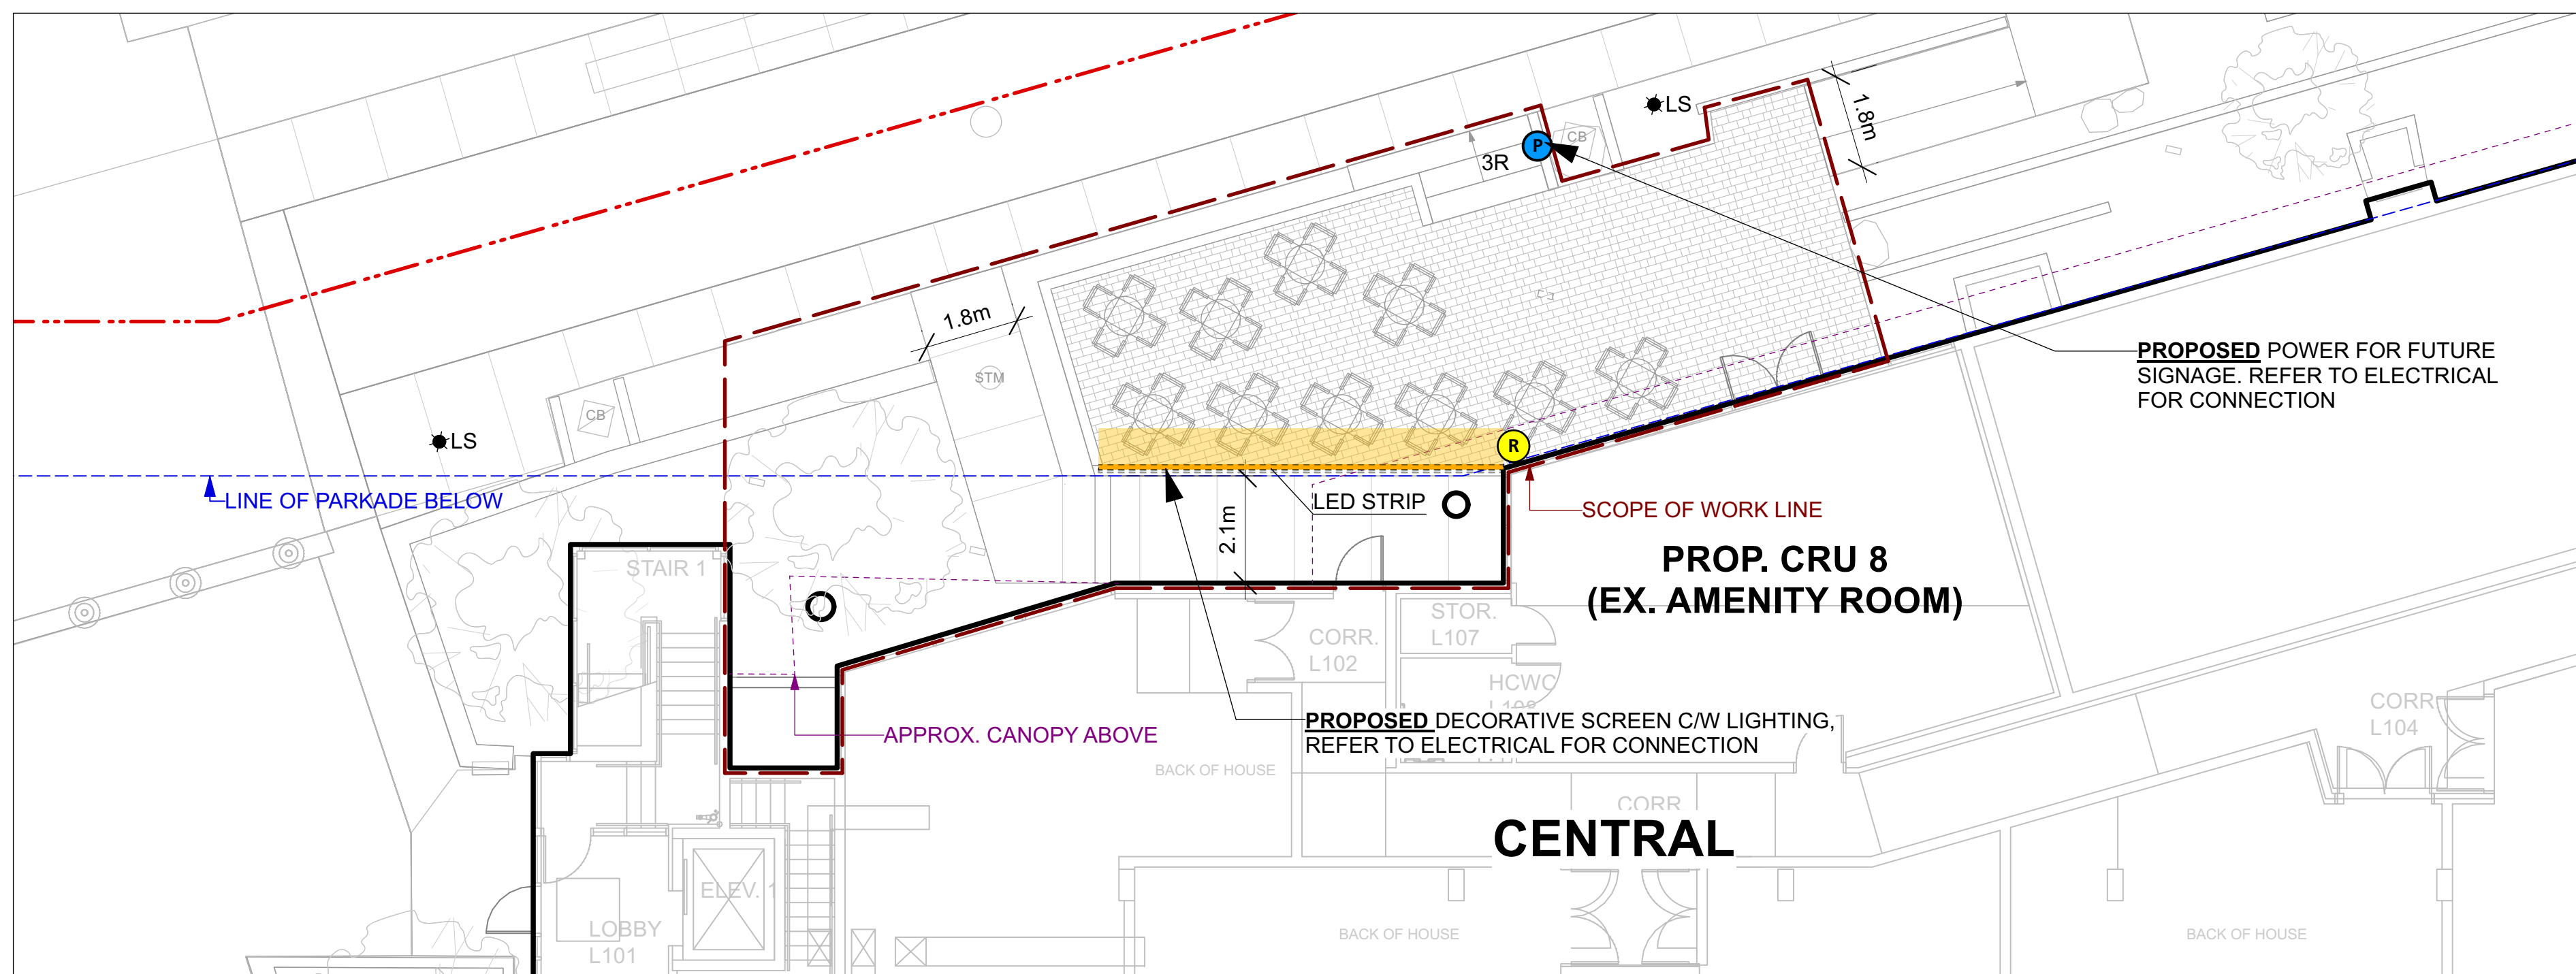 LS
1.8m
CB
P
3R
1.8m
STM
PROPOSED POWER FOR FUTURE
SIGNAGE. REFER TO ELECTRICAL
FOR CONNECTION
CB
LS
R
LINE OF PARKADE BELOW
LED STRIP
2.1m
SCOPE OF WORK LINE
PROP. CRU 8
(EX. AMENITY ROOM)
STAIR 1
STOR.
L107
CORR.
L102
HCWC
L108
PROPOSED DECORATIVE SCREEN C/W LIGHTING,
REFER TO ELECTRICAL FOR CONNECTION
APPROX. CANOPY ABOVE
BACK OF HOUSE
CORR.
L104
CORR
CENTRAL
ELEV. 1
LOBBY
L101
BACK OF HOUSE
BACK OF HOUSE